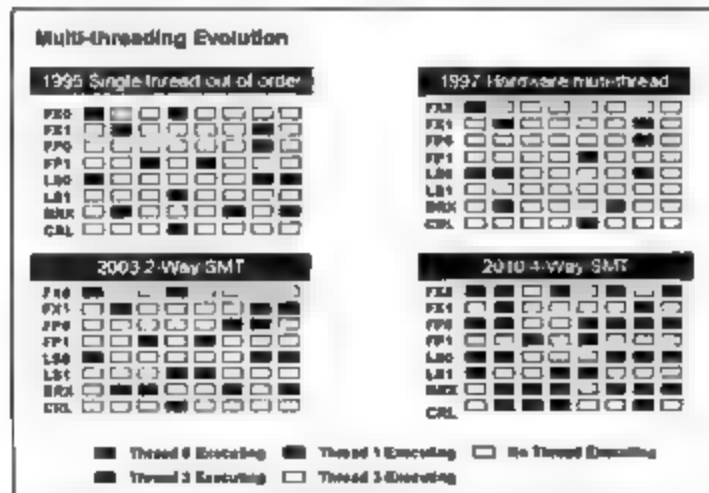 Multi-threading Evolution
1995 Single thread out of order
FX0
FX1
FP0
FP1
LS0
LS1
BRX
CRL
1997 Hardware muti-thread
FX0
FX1
FP0
FP1
LS0
LS1
BRX
CRL
2003 2-Way SMT
FX0
FX1
FP0
FP1
LS0
LS1
BRX
CRL
2010 4-Way SMT
FX0
FX1
FP0
FP1
LS0
LS1
BRX
CRL
Thread 0 Executing
Thread 1 Executing
No Thread Executing
Thread 2 Executing
Thread 3 Executing